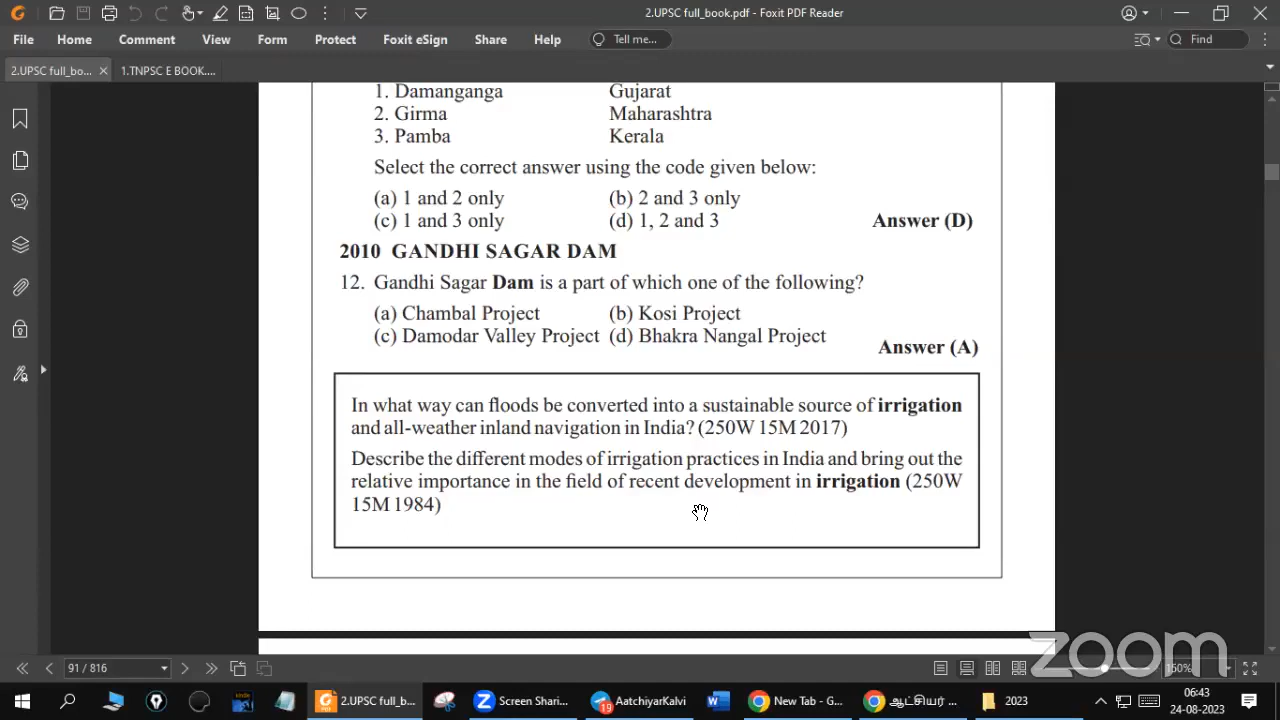 2.UPSC full_book.pdf - Foxit PDF Reader
File Home Comment View Form Protect Foxit eSign Share Help Tell me... Find
2.UPSC full_bo... 1.TNPSC E BOOK....
1. Damanganga Gujarat
2. Girma Maharashtra
3. Pamba Kerala
Select the correct answer using the code given below:
(a) 1 and 2 only (b) 2 and 3 only
(c) 1 and 3 only (d) 1, 2 and 3 Answer (D)
2010 GANDHI SAGAR DAM
12. Gandhi Sagar Dam is a part of which one of the following?
(a) Chambal Project (b) Kosi Project
(c) Damodar Valley Project (d) Bhakra Nangal Project
Answer (A)
In what way can floods be converted into a sustainable source of irrigation
and all-weather inland navigation in India? (250W 15M 2017)
Describe the different modes of irrigation practices in India and bring out the
relative importance in the field of recent development in irrigation (250W
15M 1984)
zoom
91 / 816 150%
kindle 2.UPSC full_b... Screen Shari... 19 AatchiyarKalvi New Tab - G... ஆட்சியர் ... 2023 06:43
24-08-2023